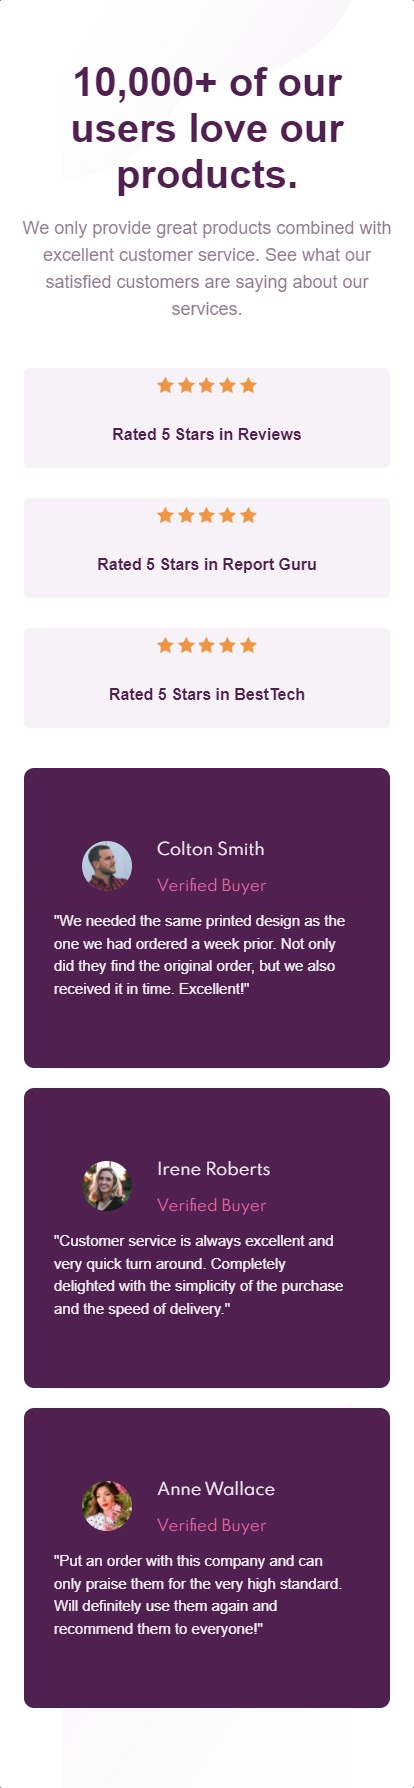 10,000+ of our
users love our
products.
We only provide great products combined with
excellent customer service. See what our
satisfied customers are saying about our
services.
Rated 5 Stars in Reviews
Rated 5 Stars in Report Guru
Rated 5 Stars in BestTech
Colton Smith
Verified Buyer
"We needed the same printed design as the
one we had ordered a week prior. Not only
did they find the original order, but we also
received it in time. Excellent!"
Irene Roberts
Verified Buyer
"Customer service is always excellent and
very quick turn around. Completely
delighted with the simplicity of the purchase
and the speed of delivery."
Anne Wallace
Verified Buyer
"Put an order with this company and can
only praise them for the very high standard.
Will definitely use them again and
recommend them to everyone!"